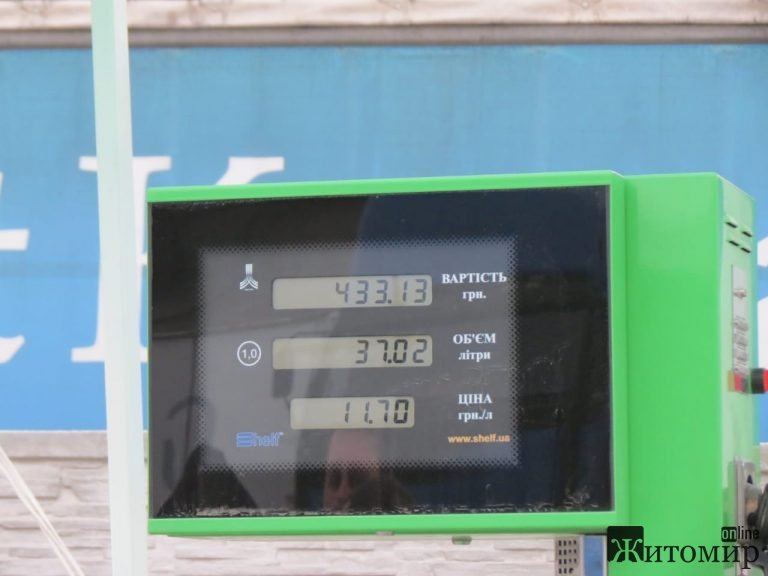 433.13
ВАРТІСТЬ
грн.
1,0
37.02
ОБ'ЄМ
літри
11.70
ЦІНА
грн./л
Shelf™
www.shelf.ua
online
Житомир